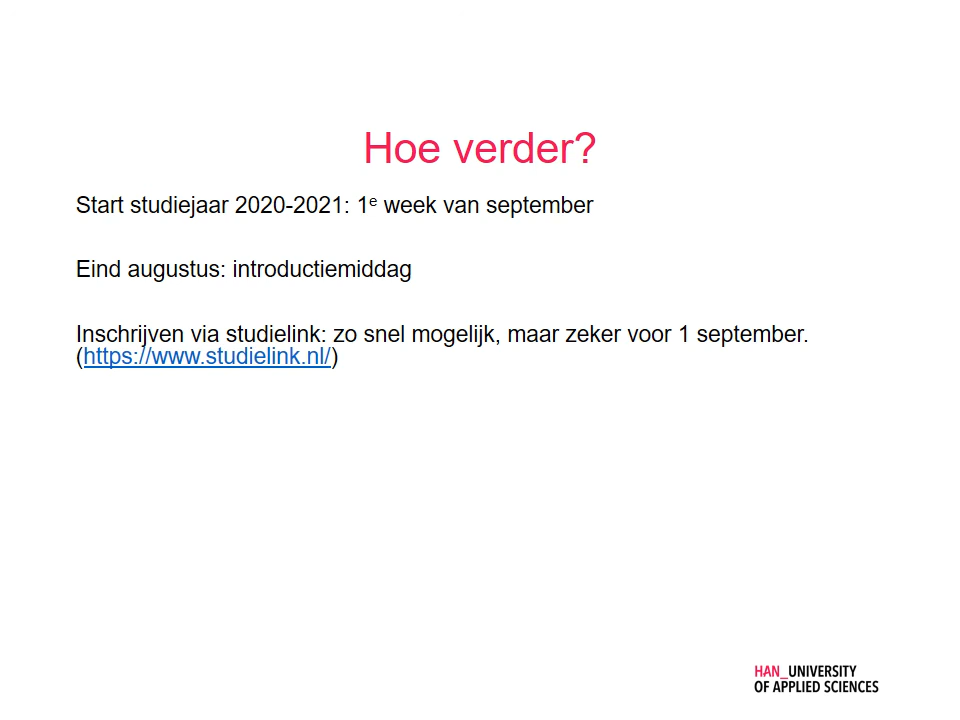 Hoe verder?
Start studiejaar 2020-2021: 1e week van september
Eind augustus: introductiemiddag
Inschrijven via studielink: zo snel mogelijk, maar zeker voor 1 september.
(https://www.studielink.nl/)
HAN_UNIVERSITY
OF APPLIED SCIENCES